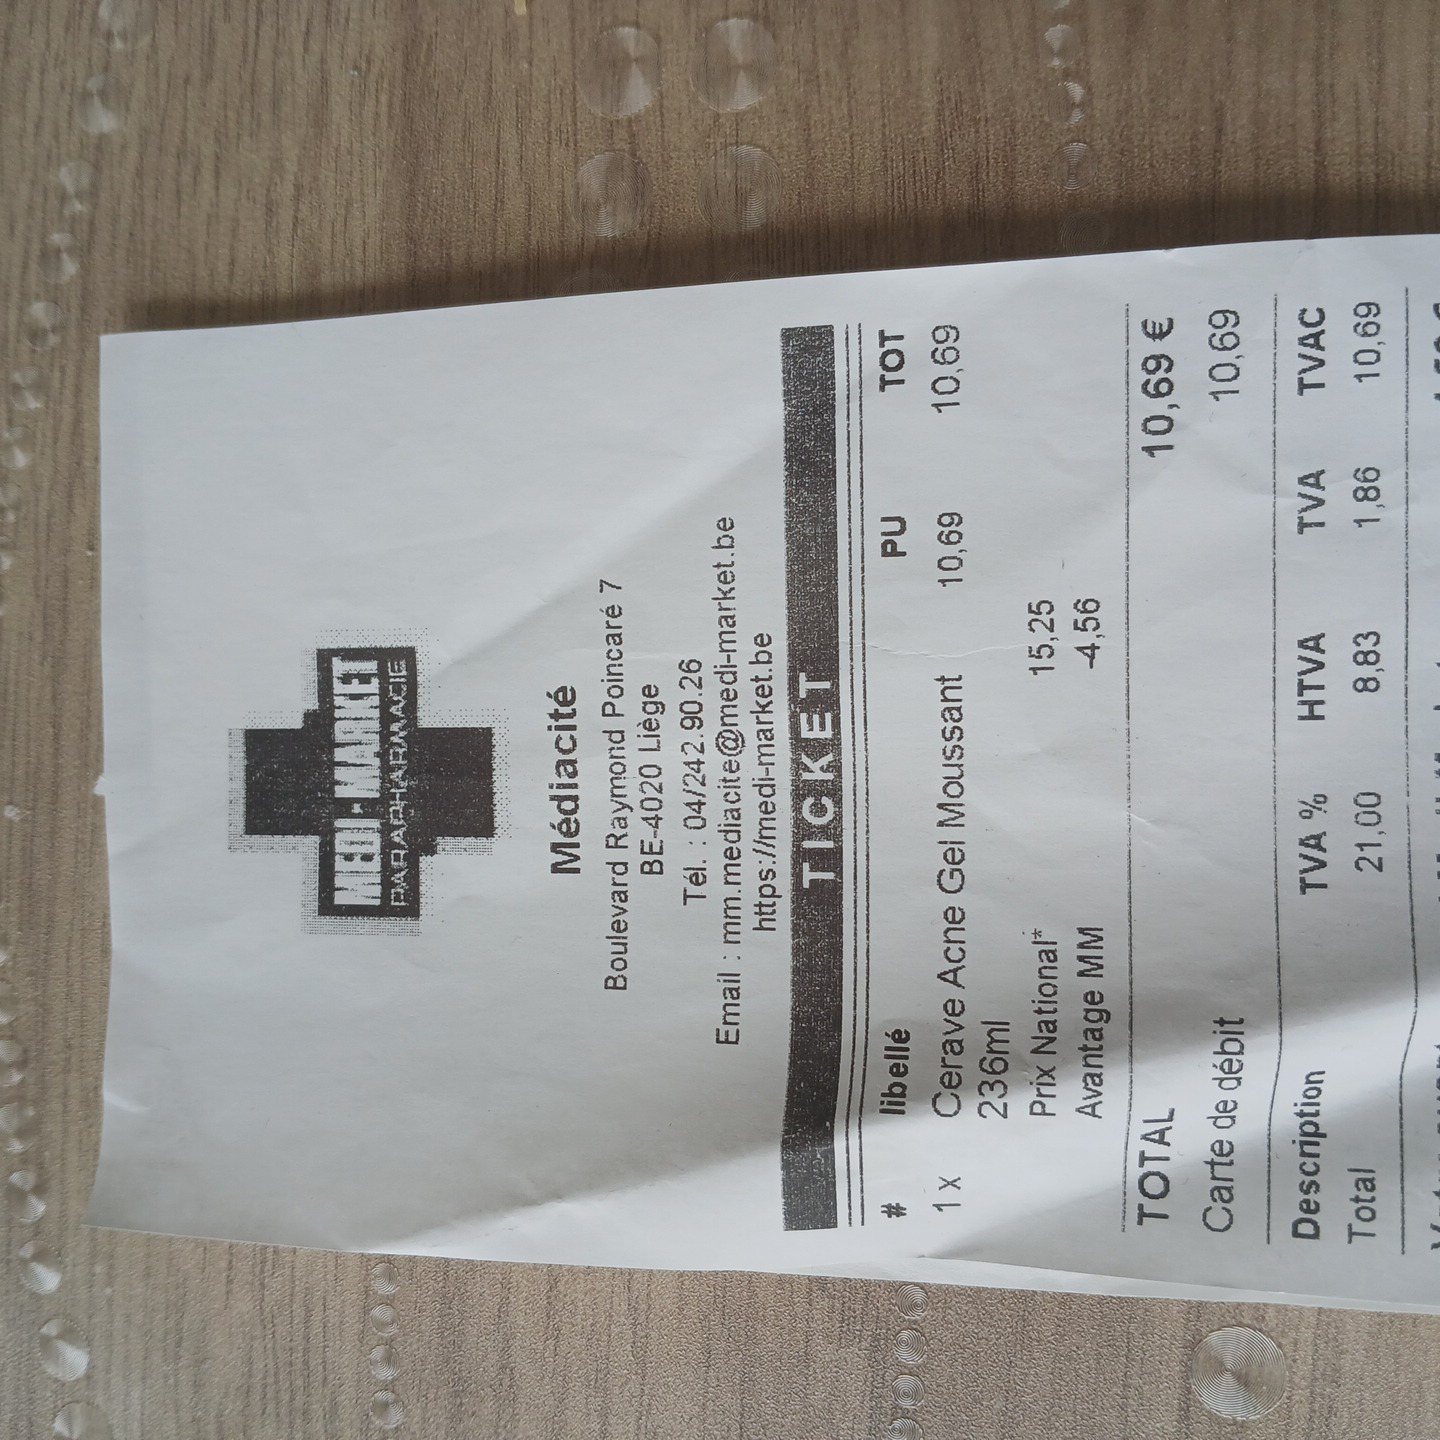 MEDI-MARKET
PARAPHARMACIE
Médiacité
Boulevard Raymond Poincaré 7
BE-4020 Liège
Tél. : 04/242.90.26
Email : mm.mediacite@medi-market.be
https://medi-market.be
TICKET
# libellé PU TOT
1 x Cerave Acne Gel Moussant 10,69 10,69
236ml
Prix National* 15,25
Avantage MM -4,56
TOTAL 10,69 €
Carte de débit 10,69
Description TVA % HTVA TVA TVAC
Total 21,00 8,83 1,86 10,69